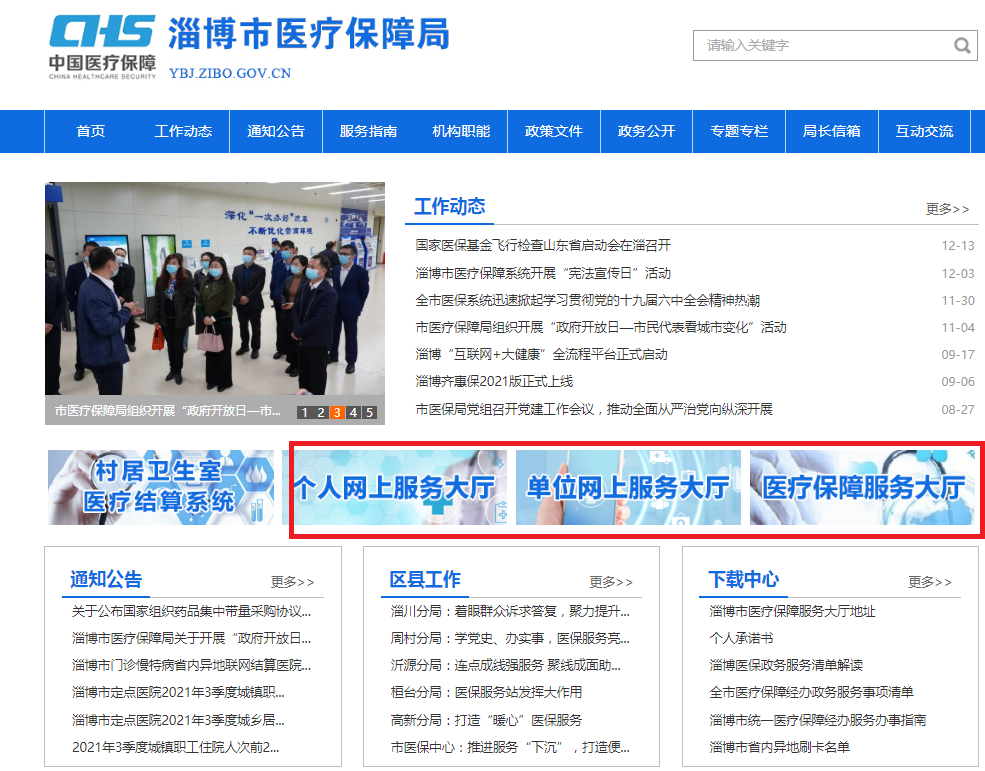 CHS
中国医疗保障
CHINA HEALTHCARE SECURITY
淄博市医疗保障局
YBJ.ZIBO.GOV.CN
请输入关键字
首页 工作动态 通知公告 服务指南 机构职能 政策文件 政务公开 专题专栏 局长信箱 互动交流
深化“一次办好”改革
不断优化营商环境
市医疗保障局组织开展“政府开放日—市... 1 2 3 4 5
工作动态 更多>>
国家医保基金飞行检查山东省启动会在淄召开 12-13
淄博市医疗保障系统开展“宪法宣传日”活动 12-03
全市医保系统迅速掀起学习贯彻党的十九届六中全会精神热潮 11-30
市医疗保障局组织开展“政府开放日—市民代表看城市变化”活动 11-04
淄博“互联网+大健康”全流程平台正式启动 09-17
淄博齐惠保2021版正式上线 09-06
市医保局党组召开党建工作会议，推动全面从严治党向纵深开展 08-27
村居卫生室
医疗结算系统
个人网上服务大厅
单位网上服务大厅
医疗保障服务大厅
通知公告 更多>>
关于公布国家组织药品集中带量采购协议...
淄博市医疗保障局关于开展“政府开放日...
淄博市门诊慢特病省内异地联网结算医院...
淄博市定点医院2021年3季度城镇职...
淄博市定点医院2021年3季度城乡居...
2021年3季度城镇职工住院人次前2...
区县工作 更多>>
淄川分局：着眼群众诉求答复，聚力提升...
周村分局：学党史、办实事，医保服务亮...
沂源分局：连点成线强服务 聚线成面助...
桓台分局：医保服务站发挥大作用
高新分局：打造“暖心”医保服务
市医保中心：推进服务“下沉”，打造便...
下载中心 更多>>
淄博市医疗保障服务大厅地址
个人承诺书
淄博医保政务服务清单解读
全市医疗保障经办政务服务事项清单
淄博市统一医疗保障经办服务办事指南
淄博市省内异地刷卡名单